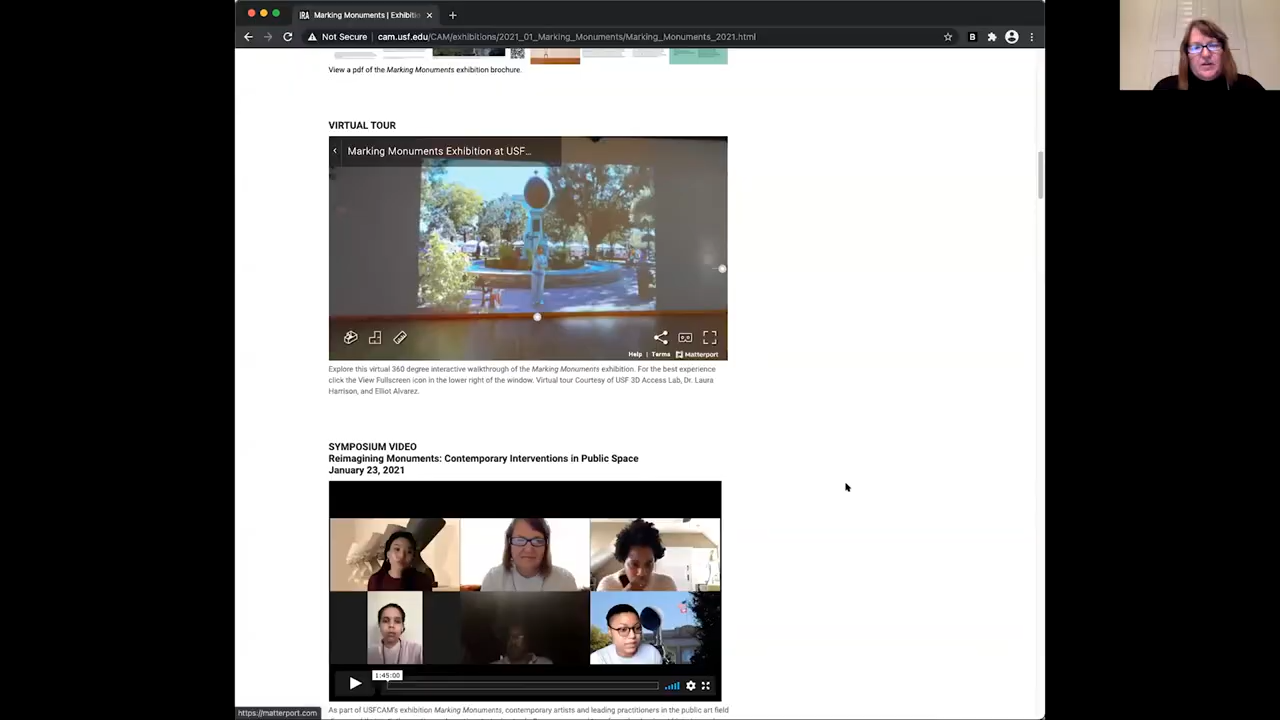 Marking Monuments | Exhibitio
Not Secure
cam.usf.edu/CAM/exhibitions/2021_01_Marking_Monuments/Marking_Monuments_2021.html
View a pdf of the Marking Monuments exhibition brochure.
VIRTUAL TOUR
Marking Monuments Exhibition at USF...
Help | Terms Matterport
Explore this virtual 360 degree interactive walkthrough of the Marking Monuments exhibition. For the best experience
click the View Fullscreen icon in the lower right of the window. Virtual tour Courtesy of USF 3D Access Lab, Dr. Laura
Harrison, and Elliot Alvarez.
SYMPOSIUM VIDEO
Reimagining Monuments: Contemporary Interventions in Public Space
January 23, 2021
1:45:00
As part of USFCAM's exhibition Marking Monuments, contemporary artists and leading practitioners in the public art field
https://matterport.com